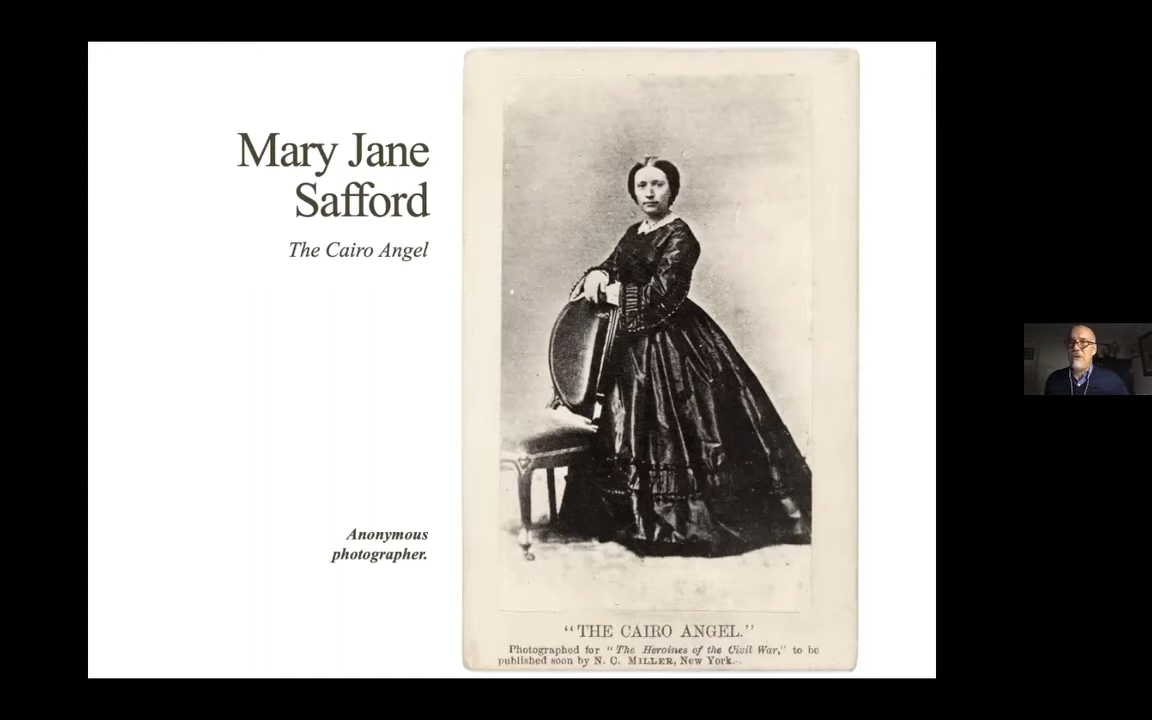 Mary Jane
Safford
The Cairo Angel
Anonymous
photographer.
"THE CAIRO ANGEL."
Photographed for "The Heroines of the Civil War," to be
published soon by N. C. MILLER, New York.